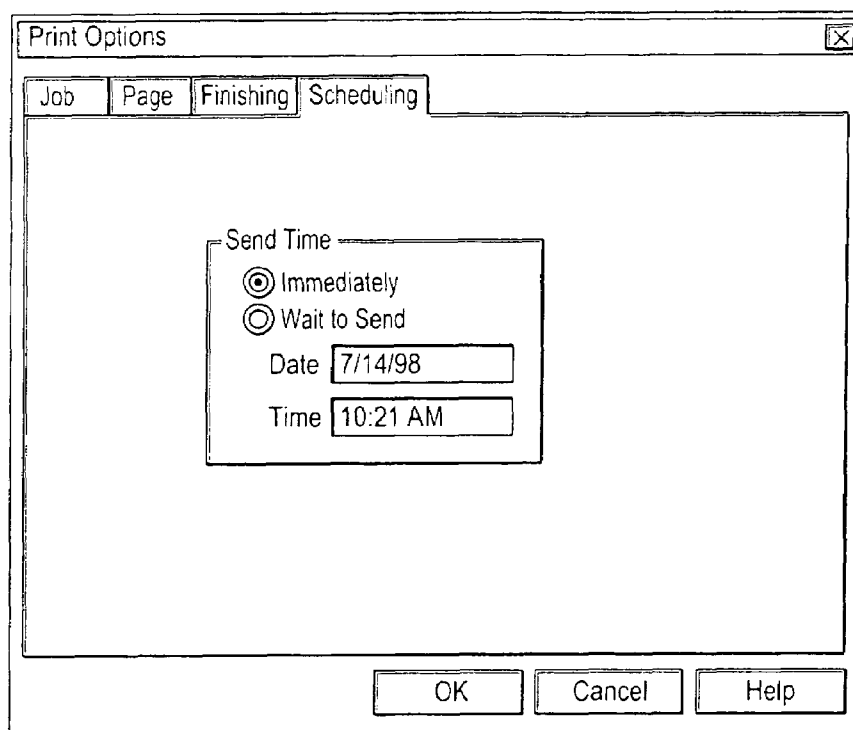 Print Options
Job Page Finishing Scheduling
Send Time
Immediately
Wait to Send
Date 7/14/98
Time 10:21 AM
OK Cancel Help